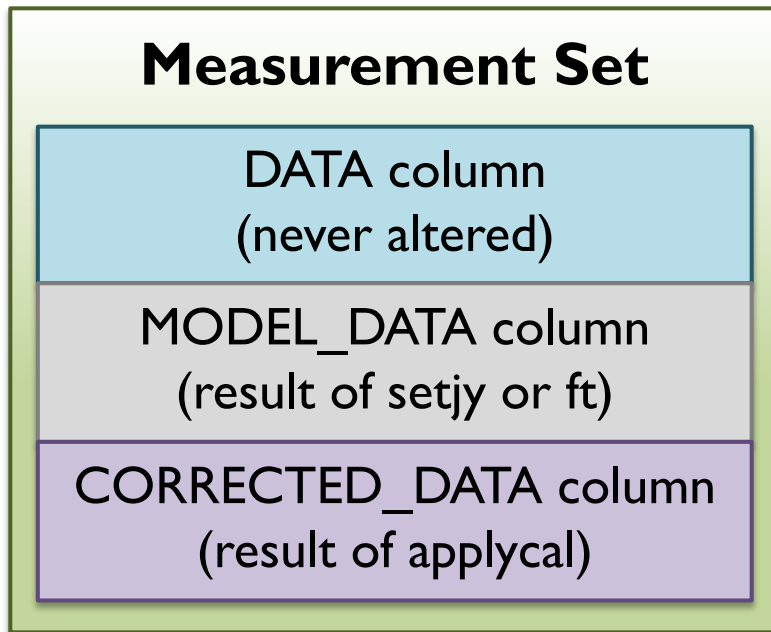 Measurement Set
DATA column
(never altered)
MODEL_DATA column
(result of setjy or ft)
CORRECTED_DATA column
(result of applycal)